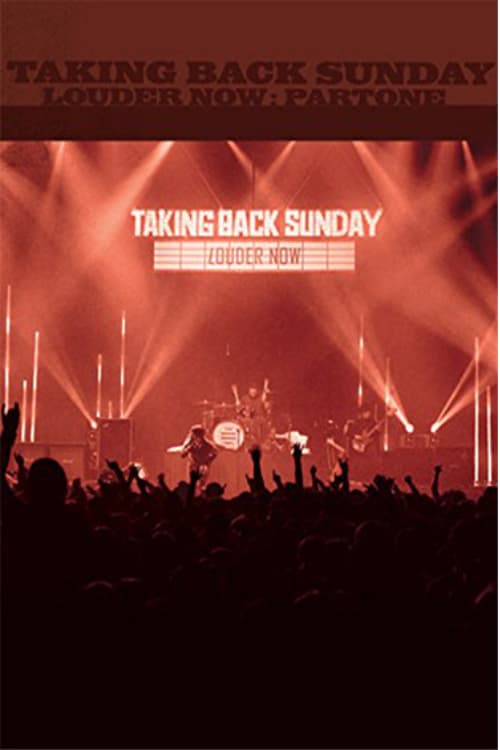 TAKING BACK SUNDAY
LOUDER NOW: PARTONE
TAKING BACK SUNDAY
LOUDER NOW